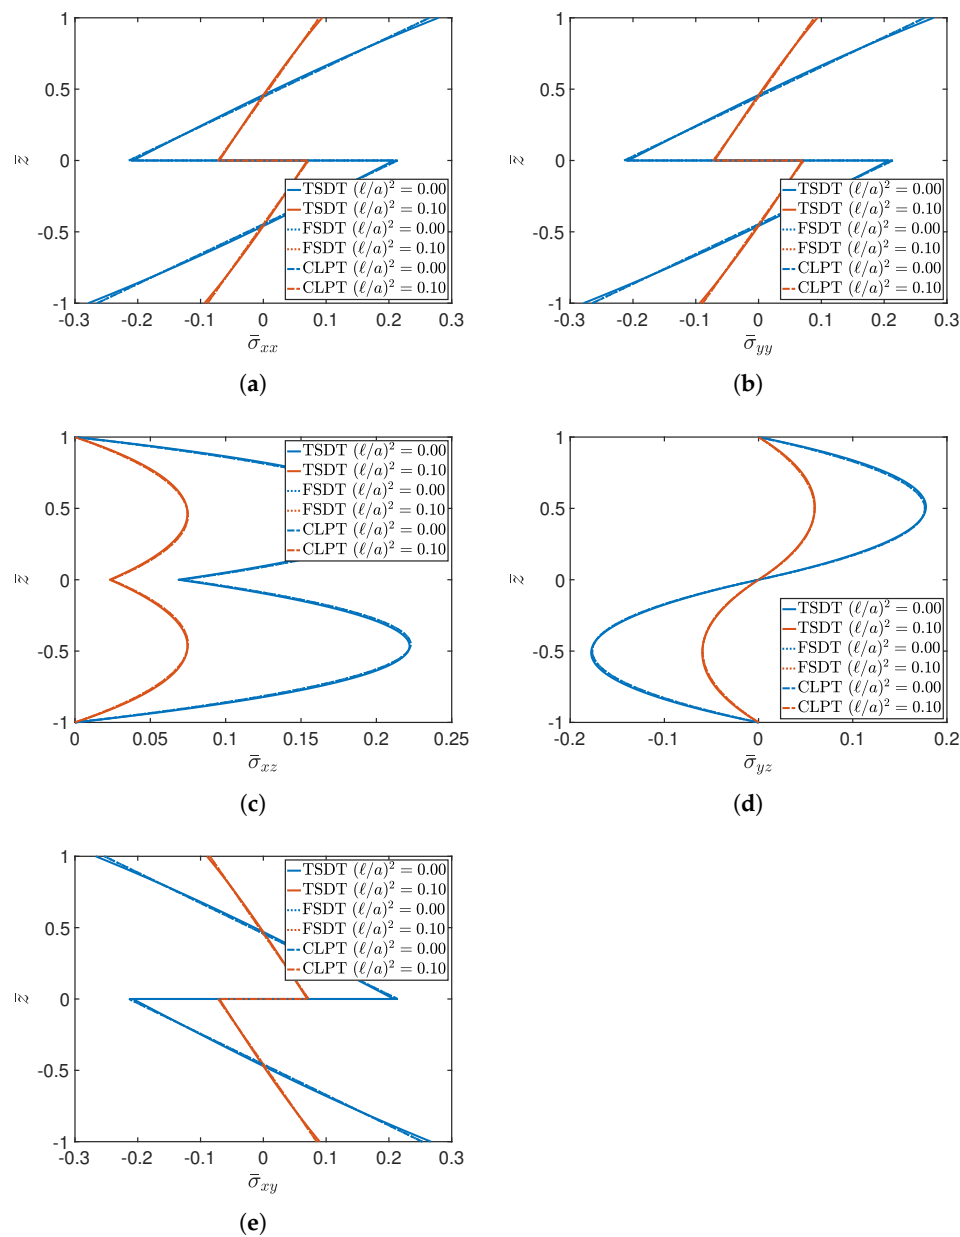 1
0.5
z̄
0
-0.5
-1
-0.3 -0.2 -0.1 0 0.1 0.2 0.3
σ̄xx
TSDT (ℓ/a)² = 0.00
TSDT (ℓ/a)² = 0.10
FSDT (ℓ/a)² = 0.00
FSDT (ℓ/a)² = 0.10
CLPT (ℓ/a)² = 0.00
CLPT (ℓ/a)² = 0.10
(a)
1
0.5
z̄
0
-0.5
-1
-0.3 -0.2 -0.1 0 0.1 0.2 0.3
σ̄yy
TSDT (ℓ/a)² = 0.00
TSDT (ℓ/a)² = 0.10
FSDT (ℓ/a)² = 0.00
FSDT (ℓ/a)² = 0.10
CLPT (ℓ/a)² = 0.00
CLPT (ℓ/a)² = 0.10
(b)
1
0.5
z̄
0
-0.5
-1
0 0.05 0.1 0.15 0.2 0.25
σ̄xz
TSDT (ℓ/a)² = 0.00
TSDT (ℓ/a)² = 0.10
FSDT (ℓ/a)² = 0.00
FSDT (ℓ/a)² = 0.10
CLPT (ℓ/a)² = 0.00
CLPT (ℓ/a)² = 0.10
(c)
1
0.5
z̄
0
-0.5
-1
-0.2 -0.1 0 0.1 0.2
σ̄yz
TSDT (ℓ/a)² = 0.00
TSDT (ℓ/a)² = 0.10
FSDT (ℓ/a)² = 0.00
FSDT (ℓ/a)² = 0.10
CLPT (ℓ/a)² = 0.00
CLPT (ℓ/a)² = 0.10
(d)
1
0.5
z̄
0
-0.5
-1
-0.3 -0.2 -0.1 0 0.1 0.2 0.3
σ̄xy
TSDT (ℓ/a)² = 0.00
TSDT (ℓ/a)² = 0.10
FSDT (ℓ/a)² = 0.00
FSDT (ℓ/a)² = 0.10
CLPT (ℓ/a)² = 0.00
CLPT (ℓ/a)² = 0.10
(e)